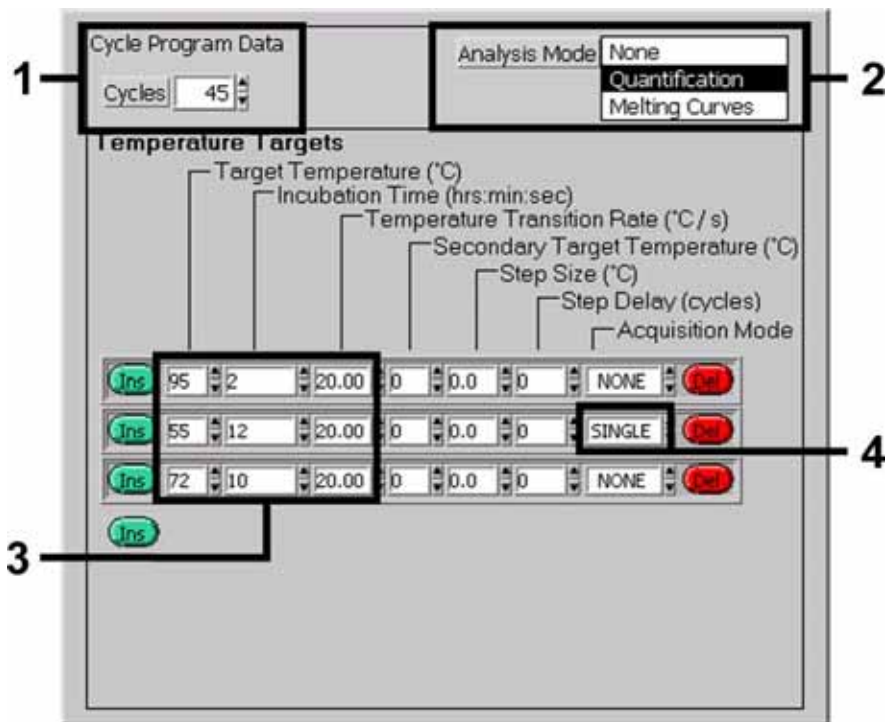 Cycle Program Data
Cycles 45
Analysis Mode None
Quantification
Melting Curves
1
2
Temperature Targets
Target Temperature (°C)
Incubation Time (hrs:min:sec)
Temperature Transition Rate (°C / s)
Secondary Target Temperature (°C)
Step Size (°C)
Step Delay (cycles)
Acquisition Mode
Ins 95 2 20.00 0 0.0 0 NONE Del
Ins 55 12 20.00 0 0.0 0 SINGLE Del
4
Ins 72 10 20.00 0 0.0 0 NONE Del
Ins
3